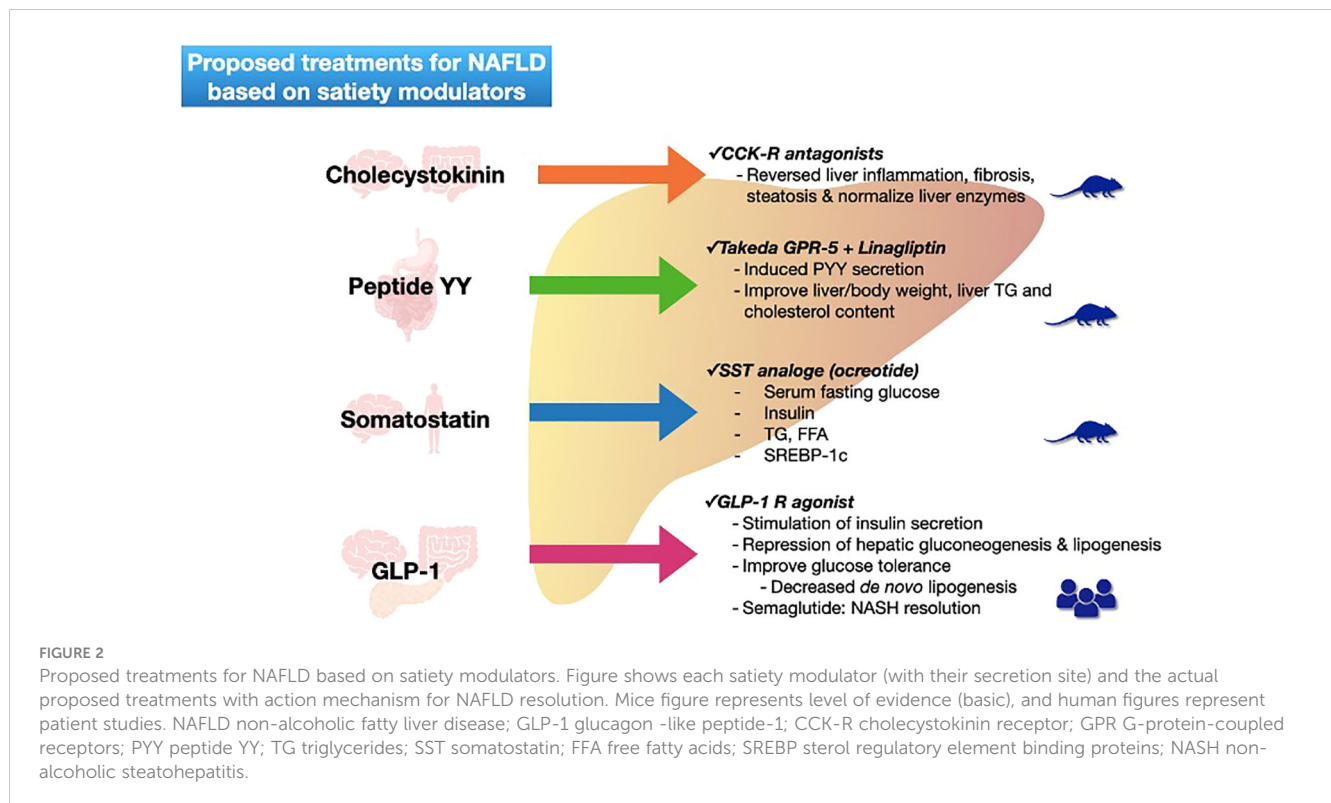 Proposed treatments for NAFLD
based on satiety modulators
Cholecystokinin
✓CCK-R antagonists
- Reversed liver inflammation, fibrosis,
steatosis & normalize liver enzymes
Peptide YY
✓Takeda GPR-5 + Linagliptin
- Induced PYY secretion
- Improve liver/body weight, liver TG and
cholesterol content
Somatostatin
✓SST analoge (ocreotide)
- Serum fasting glucose
- Insulin
- TG, FFA
- SREBP-1c
GLP-1
✓GLP-1 R agonist
- Stimulation of insulin secretion
- Repression of hepatic gluconeogenesis & lipogenesis
- Improve glucose tolerance
- Decreased de novo lipogenesis
- Semaglutide: NASH resolution
FIGURE 2
Proposed treatments for NAFLD based on satiety modulators. Figure shows each satiety modulator (with their secretion site) and the actual
proposed treatments with action mechanism for NAFLD resolution. Mice figure represents level of evidence (basic), and human figures represent
patient studies. NAFLD non-alcoholic fatty liver disease; GLP-1 glucagon -like peptide-1; CCK-R cholecystokinin receptor; GPR G-protein-coupled
receptors; PYY peptide YY; TG triglycerides; SST somatostatin; FFA free fatty acids; SREBP sterol regulatory element binding proteins; NASH non-
alcoholic steatohepatitis.